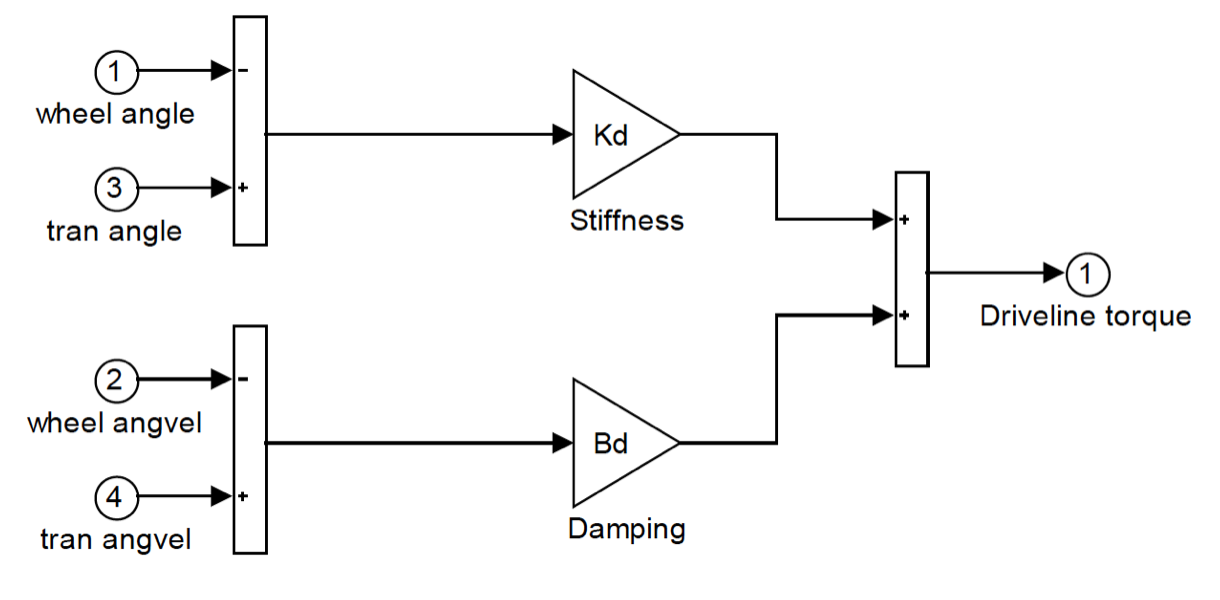 1
-
wheel angle
3
+
tran angle
Kd
Stiffness
2
-
wheel angvel
4
+
tran angvel
Bd
Damping
+
+
1
Driveline torque